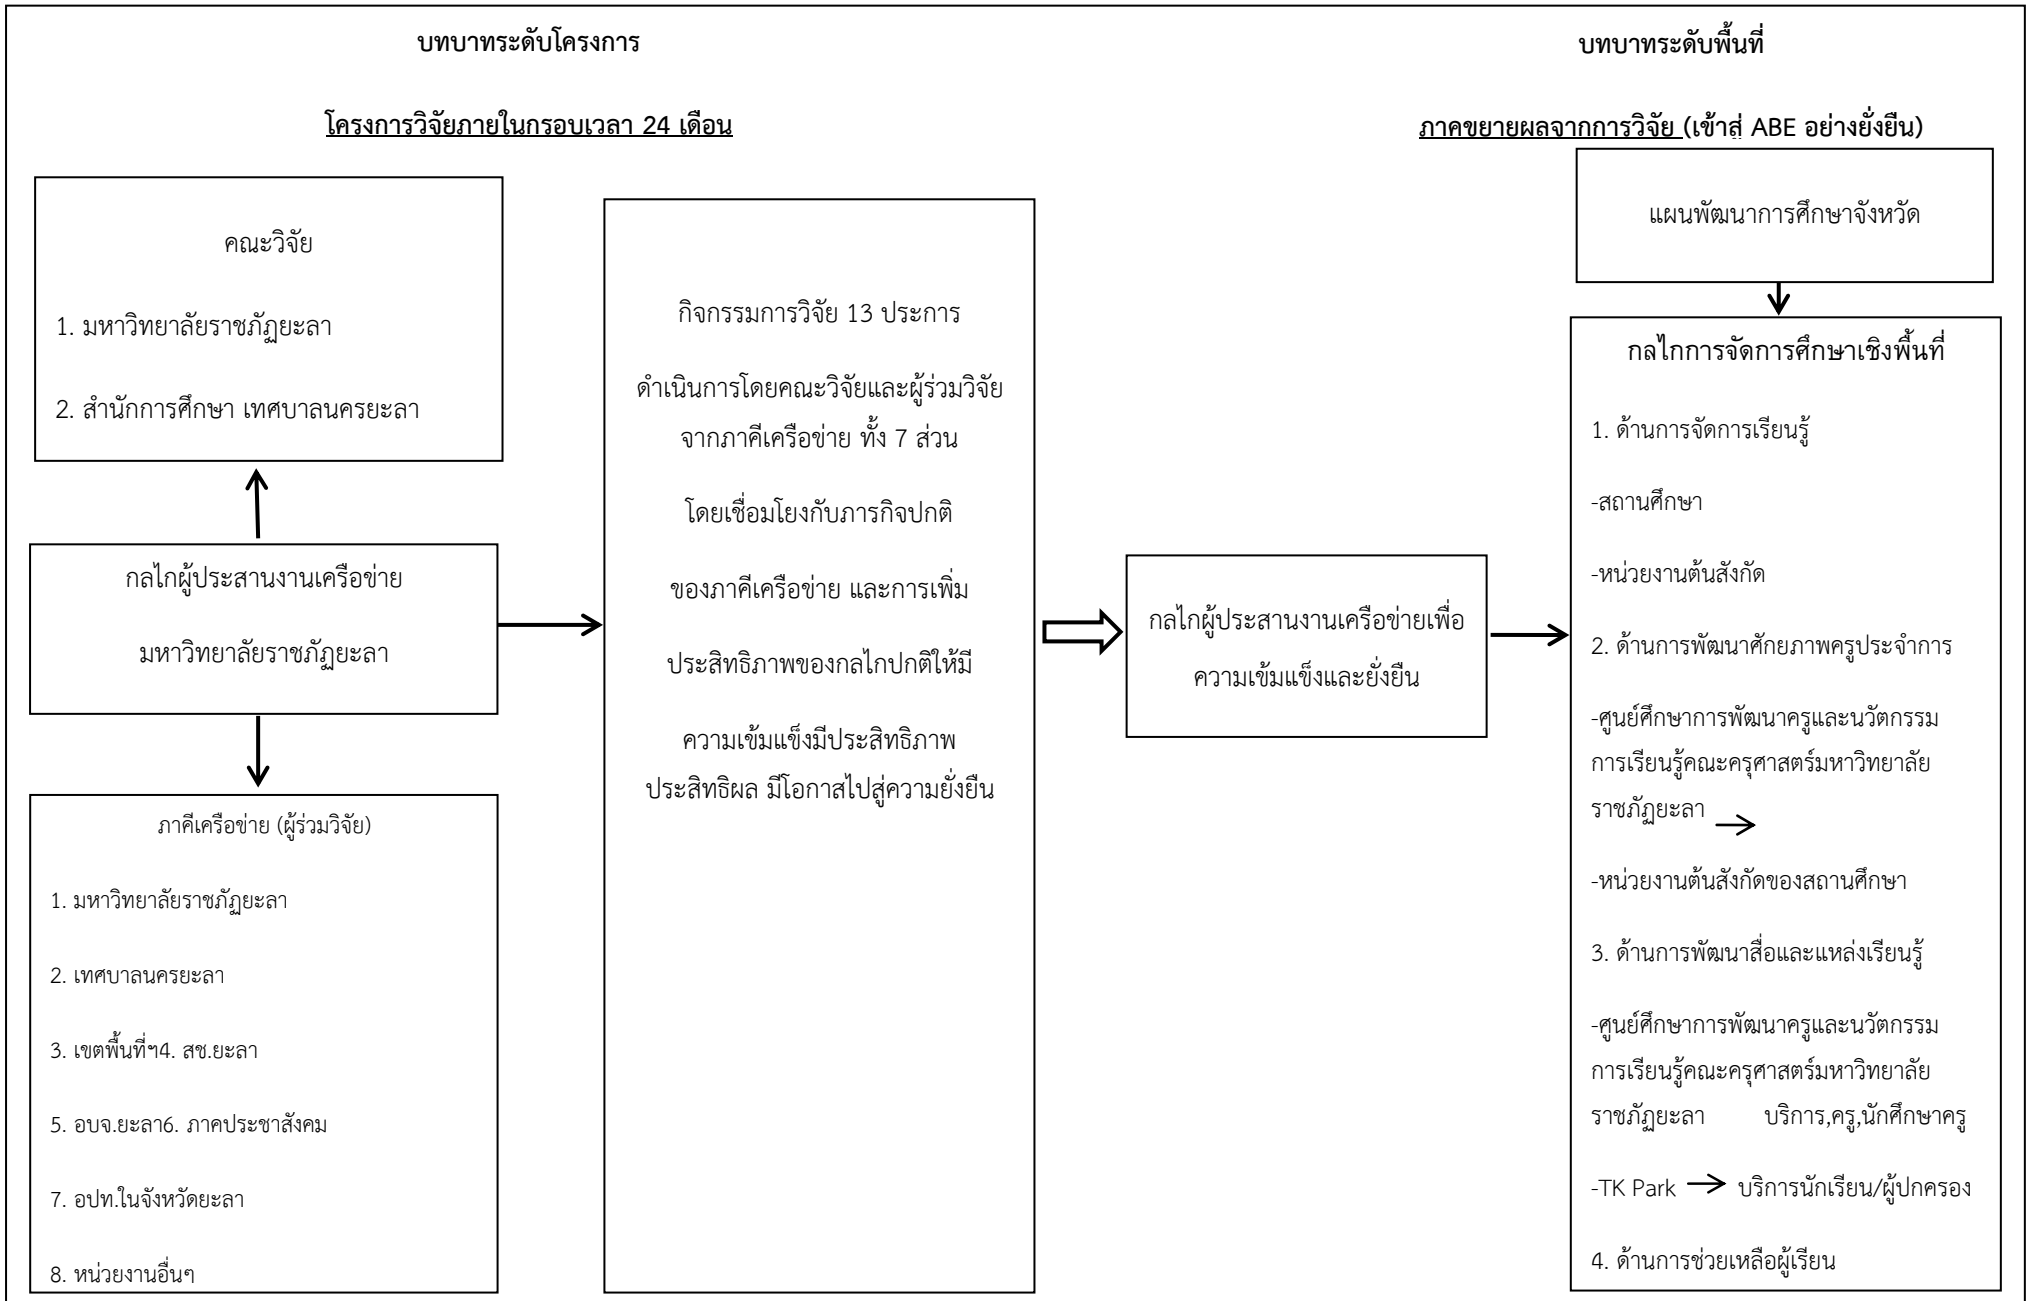 บทบาทระดับโครงการ
บทบาทระดับพื้นที่
โครงการวิจัยภายในกรอบเวลา 24 เดือน
ภาคขยายผลจากการวิจัย (เข้าสู่ ABE อย่างยั่งยืน)
คณะวิจัย
1. มหาวิทยาลัยราชภัฏยะลา
2. สำนักการศึกษา เทศบาลนครยะลา
กลไกผู้ประสานงานเครือข่าย
มหาวิทยาลัยราชภัฏยะลา
ภาคีเครือข่าย (ผู้ร่วมวิจัย)
1. มหาวิทยาลัยราชภัฏยะลา
2. เทศบาลนครยะลา
3. เขตพื้นที่ฯ4. สช.ยะลา
5. อบจ.ยะลา6. ภาคประชาสังคม
7. อปท.ในจังหวัดยะลา
8. หน่วยงานอื่นๆ
กิจกรรมการวิจัย 13 ประการ
ดำเนินการโดยคณะวิจัยและผู้ร่วมวิจัย
จากภาคีเครือข่าย ทั้ง 7 ส่วน
โดยเชื่อมโยงกับภารกิจปกติ
ของภาคีเครือข่าย และการเพิ่ม
ประสิทธิภาพของกลไกปกติให้มี
ความเข้มแข็งมีประสิทธิภาพ
ประสิทธิผล มีโอกาสไปสู่ความยั่งยืน
กลไกผู้ประสานงานเครือข่ายเพื่อ
ความเข้มแข็งและยั่งยืน
แผนพัฒนาการศึกษาจังหวัด
กลไกการจัดการศึกษาเชิงพื้นที่
1. ด้านการจัดการเรียนรู้
-สถานศึกษา
-หน่วยงานต้นสังกัด
2. ด้านการพัฒนาศักยภาพครูประจำการ
-ศูนย์ศึกษาการพัฒนาครูและนวัตกรรม
การเรียนรู้คณะครุศาสตร์มหาวิทยาลัย
ราชภัฏยะลา →
-หน่วยงานต้นสังกัดของสถานศึกษา
3. ด้านการพัฒนาสื่อและแหล่งเรียนรู้
-ศูนย์ศึกษาการพัฒนาครูและนวัตกรรม
การเรียนรู้คณะครุศาสตร์มหาวิทยาลัย
ราชภัฏยะลา บริการ,ครู,นักศึกษาครู
-TK Park → บริการนักเรียน/ผู้ปกครอง
4. ด้านการช่วยเหลือผู้เรียน